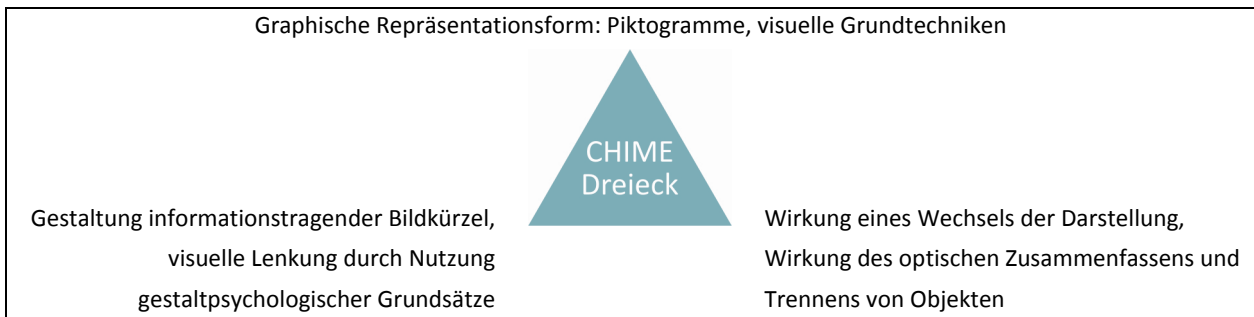 Graphische Repräsentationsform: Piktogramme, visuelle Grundtechniken
CHIME
Dreieck
Gestaltung informationstragender Bildkürzel,
visuelle Lenkung durch Nutzung
gestaltpsychologischer Grundsätze
Wirkung eines Wechsels der Darstellung,
Wirkung des optischen Zusammenfassens und
Trennens von Objekten